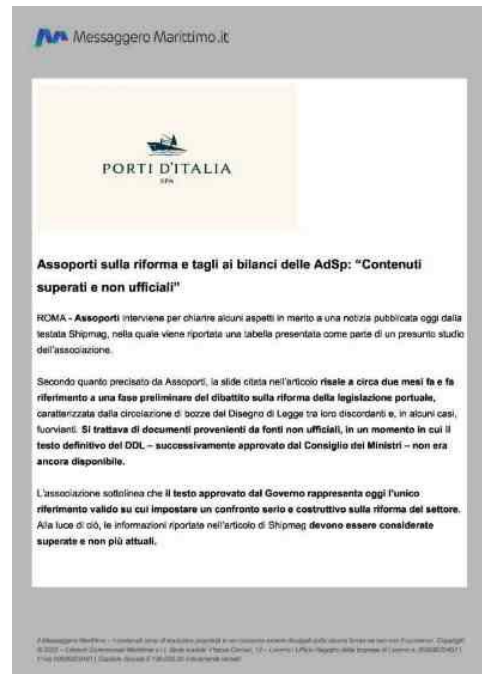 Messaggero Marittimo.it
PORTI D'ITALIA
SPA
Assoporti sulla riforma e tagli ai bilanci delle AdSp: “Contenuti
superati e non ufficiali”
ROMA - Assoporti interviene per chiarire alcuni aspetti in merito a una notizia pubblicata oggi dalla
testata Shipmag, nella quale viene riportata una tabella presentata come parte di un presunto studio
dell'associazione.
Secondo quanto precisato da Assoporti, la slide citata nell'articolo risale a circa due mesi fa e fa
riferimento a una fase preliminare del dibattito sulla riforma della legislazione portuale,
caratterizzata dalla circolazione di bozze del Disegno di Legge tra loro discordanti e, in alcuni casi,
fuorvianti. Si trattava di documenti provenienti da fonti non ufficiali, in un momento in cui il
testo definitivo del DDL – successivamente approvato dal Consiglio dei Ministri – non era
ancora disponibile.
L'associazione sottolinea che il testo approvato dal Governo rappresenta oggi l'unico
riferimento valido su cui impostare un confronto serio e costruttivo sulla riforma del settore.
Alla luce di ciò, le informazioni riportate nell'articolo di Shipmag devono essere considerate
superate e non più attuali.